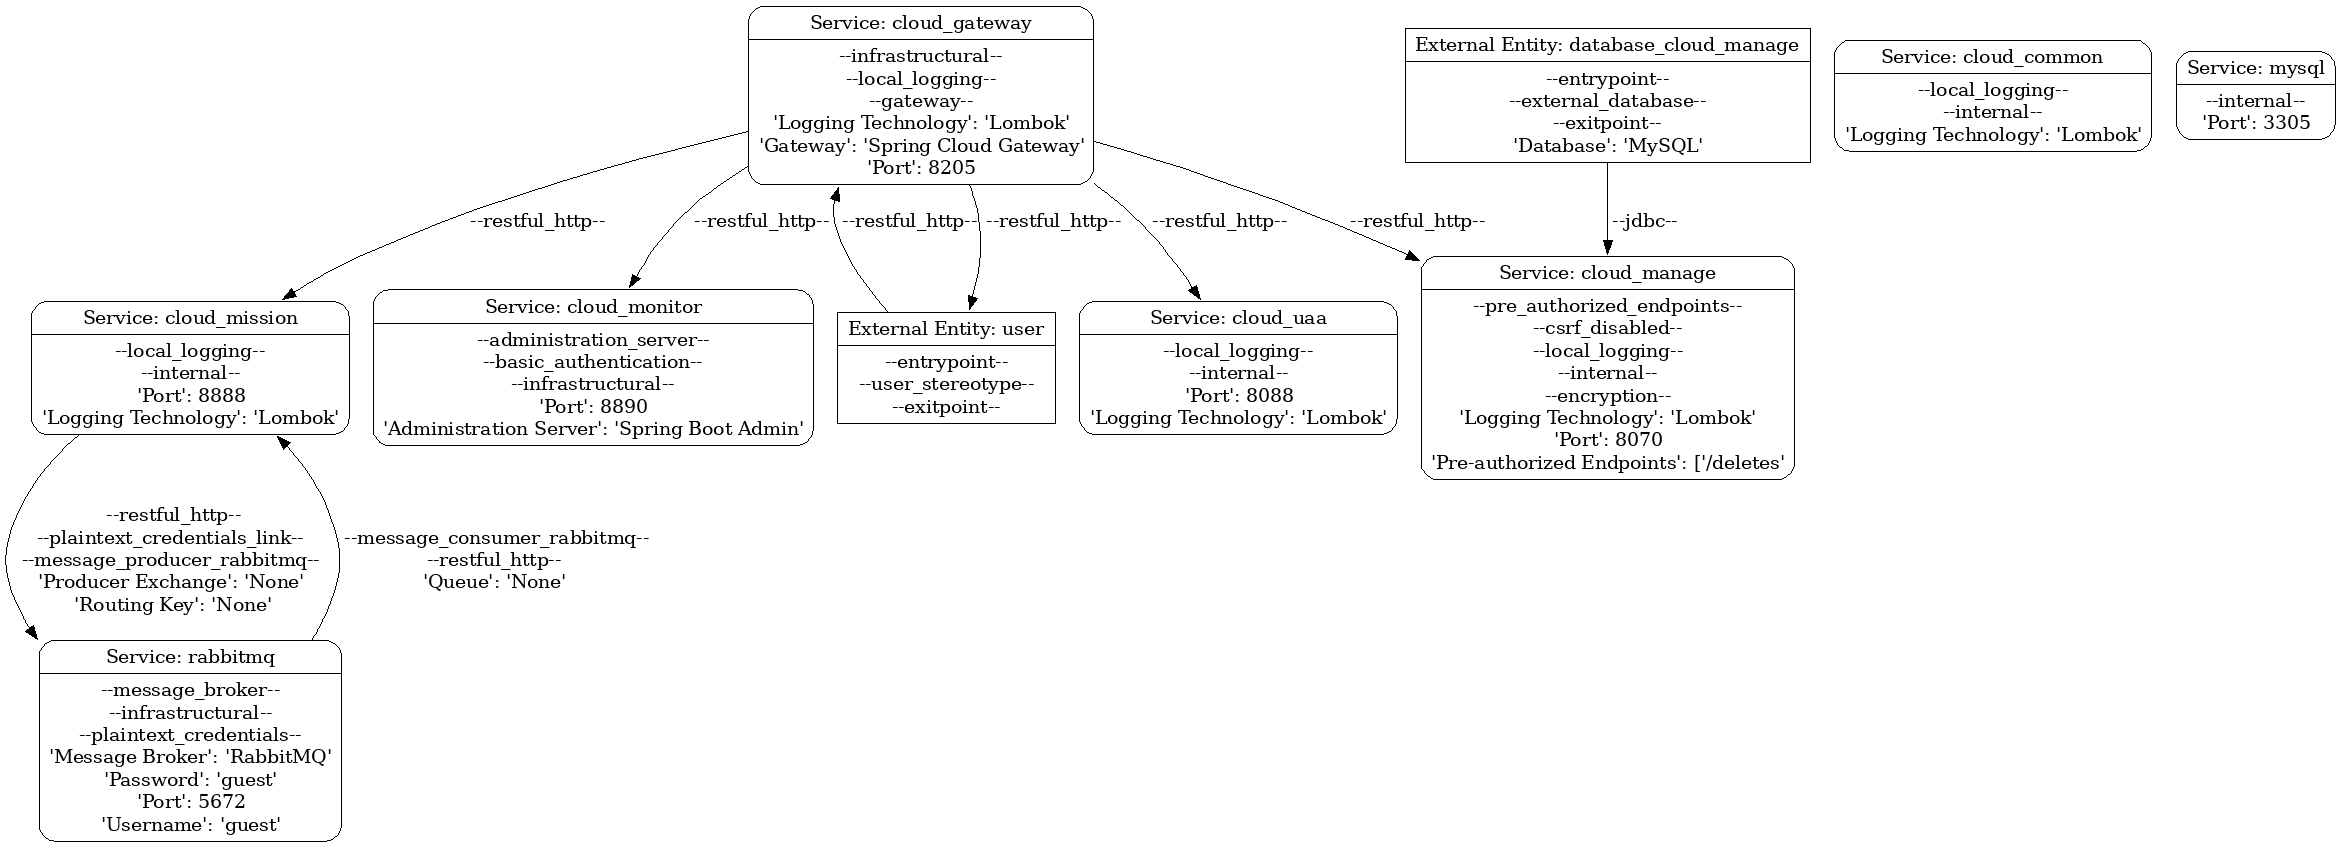 Service: cloud_gateway
--infrastructural--
--local_logging--
--gateway--
'Logging Technology': 'Lombok'
'Gateway': 'Spring Cloud Gateway'
'Port': 8205
External Entity: database_cloud_manage
--entrypoint--
--external_database--
--exitpoint--
'Database': 'MySQL'
Service: cloud_common
--local_logging--
--internal--
'Logging Technology': 'Lombok'
Service: mysql
--internal--
'Port': 3305
--restful_http--
--restful_http--
--restful_http--
--restful_http--
--restful_http--
--restful_http--
--jdbc--
Service: cloud_mission
--local_logging--
--internal--
'Port': 8888
'Logging Technology': 'Lombok'
Service: cloud_monitor
--administration_server--
--basic_authentication--
--infrastructural--
'Port': 8890
'Administration Server': 'Spring Boot Admin'
External Entity: user
--entrypoint--
--user_stereotype--
--exitpoint--
Service: cloud_uaa
--local_logging--
--internal--
'Port': 8088
'Logging Technology': 'Lombok'
Service: cloud_manage
--pre_authorized_endpoints--
--csrf_disabled--
--local_logging--
--internal--
--encryption--
'Logging Technology': 'Lombok'
'Port': 8070
'Pre-authorized Endpoints': ['/deletes'
--restful_http--
--plaintext_credentials_link--
--message_producer_rabbitmq--
'Producer Exchange': 'None'
'Routing Key': 'None'
--message_consumer_rabbitmq--
--restful_http--
'Queue': 'None'
Service: rabbitmq
--message_broker--
--infrastructural--
--plaintext_credentials--
'Message Broker': 'RabbitMQ'
'Password': 'guest'
'Port': 5672
'Username': 'guest'